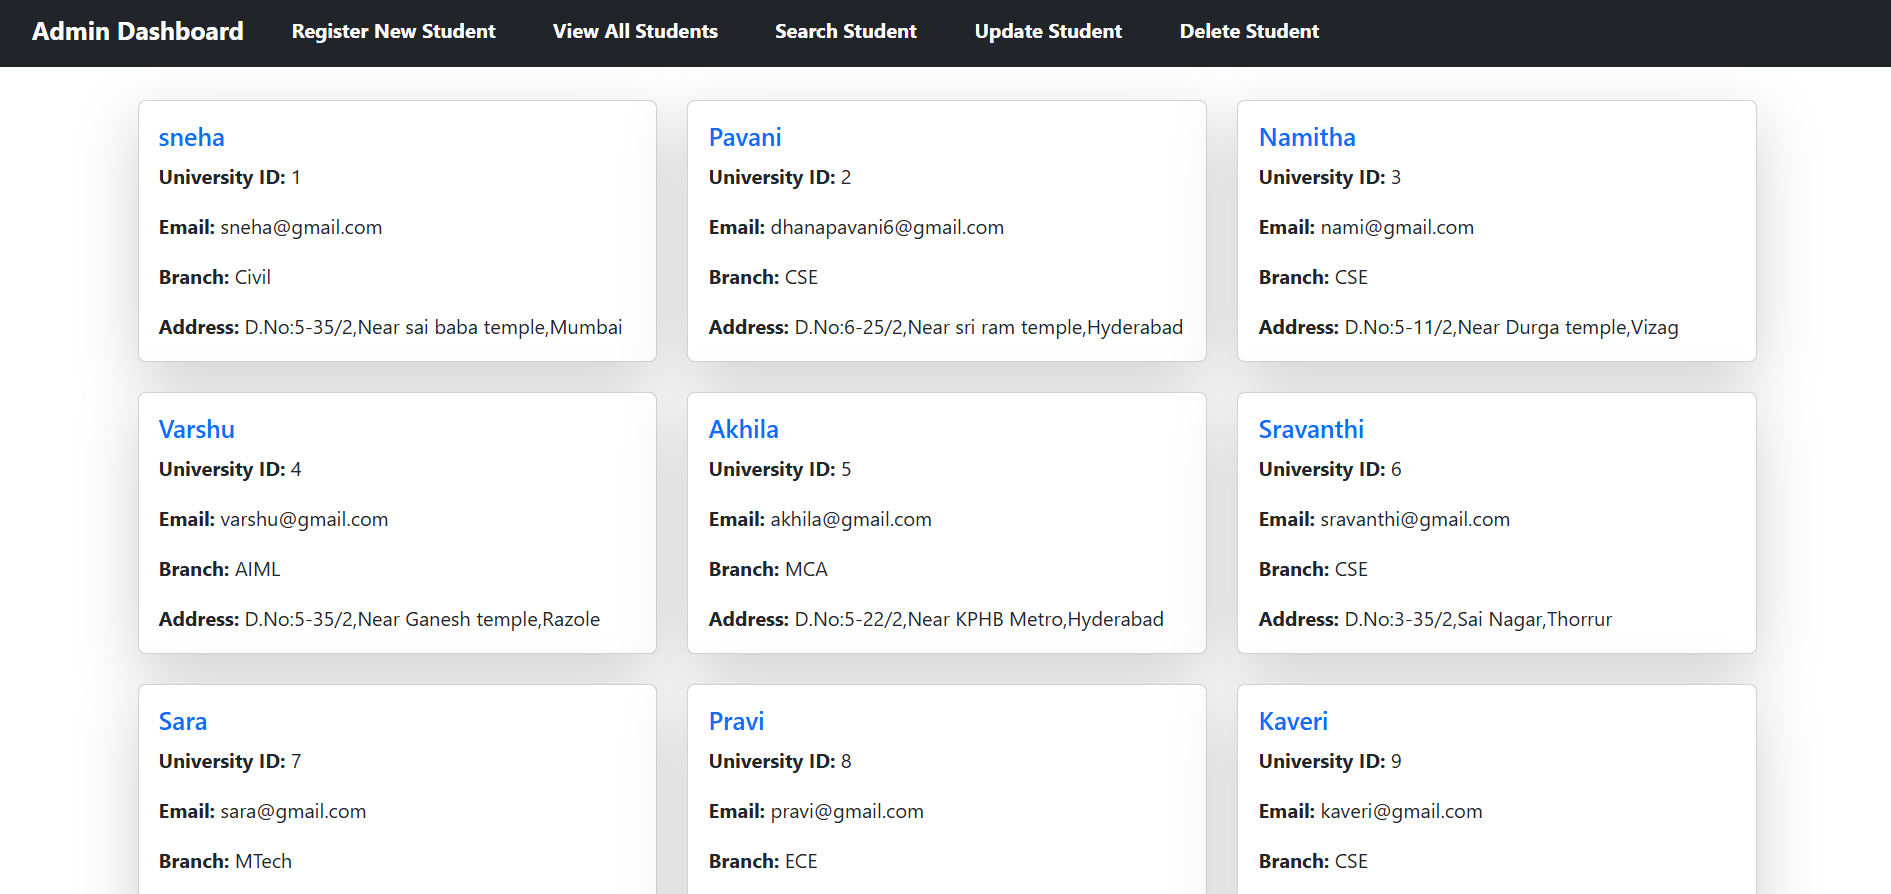 Admin Dashboard Register New Student View All Students Search Student Update Student Delete Student
sneha
University ID: 1
Email: sneha@gmail.com
Branch: Civil
Address: D.No:5-35/2,Near sai baba temple,Mumbai
Pavani
University ID: 2
Email: dhanapavani6@gmail.com
Branch: CSE
Address: D.No:6-25/2,Near sri ram temple,Hyderabad
Namitha
University ID: 3
Email: nami@gmail.com
Branch: CSE
Address: D.No:5-11/2,Near Durga temple,Vizag
Varshu
University ID: 4
Email: varshu@gmail.com
Branch: AIML
Address: D.No:5-35/2,Near Ganesh temple,Razole
Akhila
University ID: 5
Email: akhila@gmail.com
Branch: MCA
Address: D.No:5-22/2,Near KPHB Metro,Hyderabad
Sravanthi
University ID: 6
Email: sravanthi@gmail.com
Branch: CSE
Address: D.No:3-35/2,Sai Nagar,Thorrur
Sara
University ID: 7
Email: sara@gmail.com
Branch: MTech
Pravi
University ID: 8
Email: pravi@gmail.com
Branch: ECE
Kaveri
University ID: 9
Email: kaveri@gmail.com
Branch: CSE